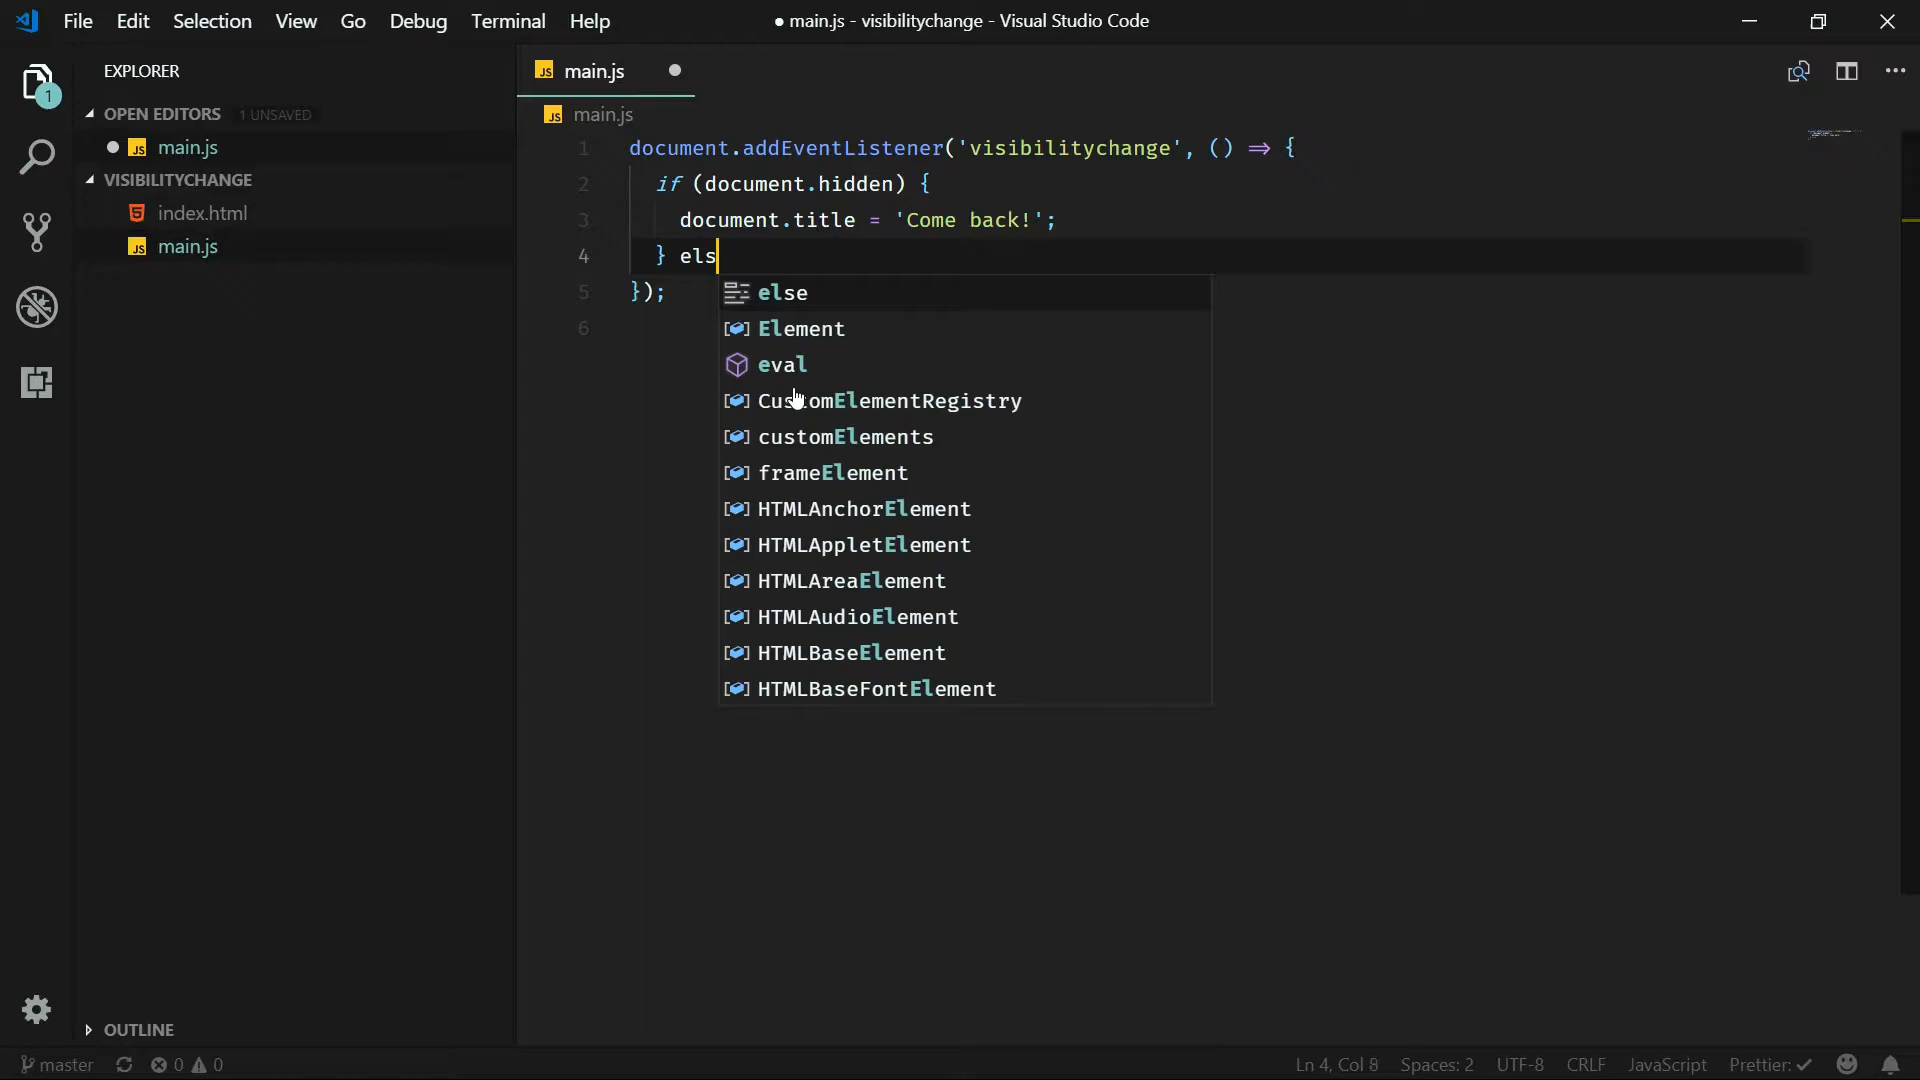 File Edit Selection View Go Debug Terminal Help
● main.js - visibilitychange - Visual Studio Code
EXPLORER
1
OPEN EDITORS 1 UNSAVED
main.js
VISIBILITYCHANGE
index.html
main.js
OUTLINE
main.js
main.js
1 document.addEventListener('visibilitychange', () => {
2 if (document.hidden) {
3 document.title = 'Come back!';
4 } els
5 });
6
else
Element
eval
CustomElementRegistry
customElements
frameElement
HTMLAnchorElement
HTMLAppletElement
HTMLAreaElement
HTMLAudioElement
HTMLBaseElement
HTMLBaseFontElement
master 0 0 Ln 4, Col 8 Spaces: 2 UTF-8 CRLF JavaScript Prettier: ✓